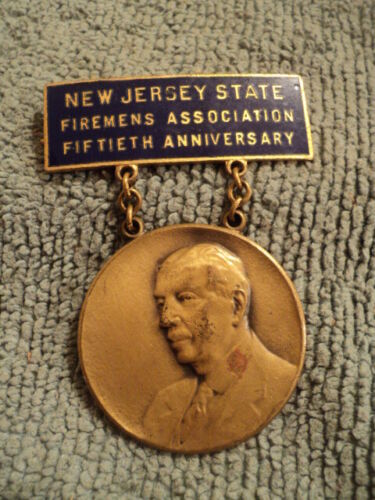 NEW JERSEY STATE
FIREMENS ASSOCIATION
FIFTIETH ANNIVERSARY